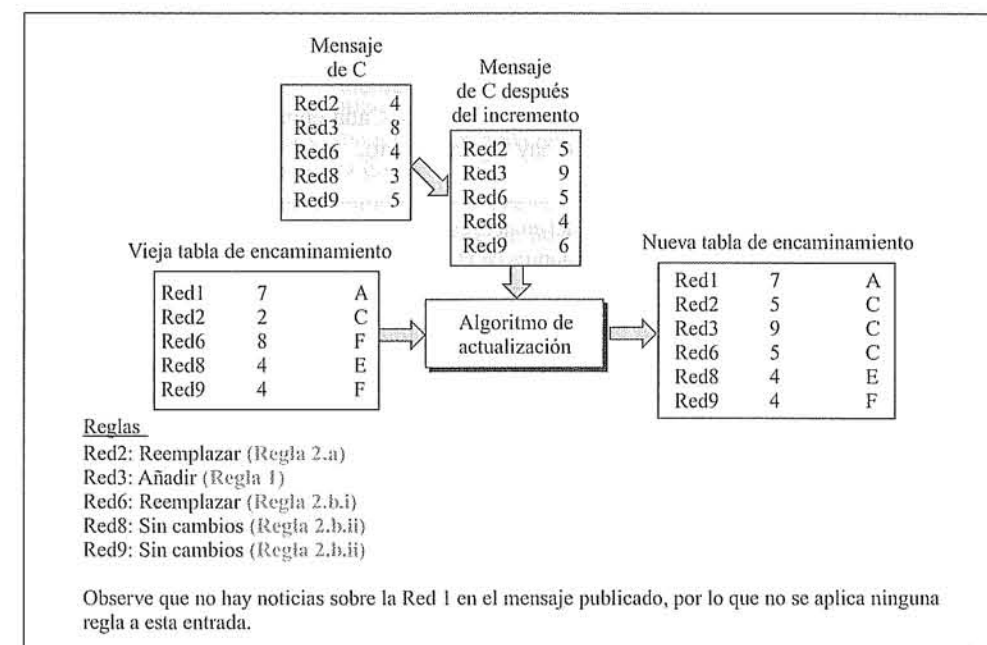 Mensaje
de C
Red2 4
Red3 8
Red6 4
Red8 3
Red9 5
Mensaje
de C después
del incremento
Red2 5
Red3 9
Red6 5
Red8 4
Red9 6
Vieja tabla de encaminamiento
Red1 7 A
Red2 2 C
Red6 8 F
Red8 4 E
Red9 4 F
Algoritmo de
actualización
Nueva tabla de encaminamiento
Red1 7 A
Red2 5 C
Red3 9 C
Red6 5 C
Red8 4 E
Red9 4 F
Reglas
Red2: Reemplazar (Regla 2.a)
Red3: Añadir (Regla 1)
Red6: Reemplazar (Regla 2.b.i)
Red8: Sin cambios (Regla 2.b.ii)
Red9: Sin cambios (Regla 2.b.ii)
Observe que no hay noticias sobre la Red 1 en el mensaje publicado, por lo que no se aplica ninguna
regla a esta entrada.